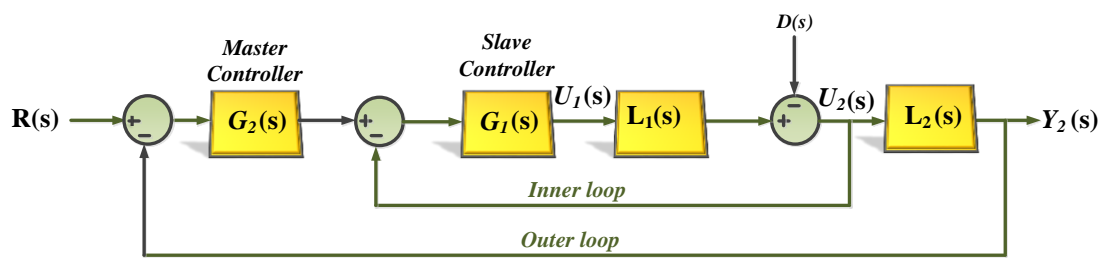 D(s)
Master
Controller
Slave
Controller
R(s)
+
−
G2(s)
+
−
G1(s)
U1(s)
L1(s)
−
+
U2(s)
L2(s)
Y2 (s)
Inner loop
Outer loop